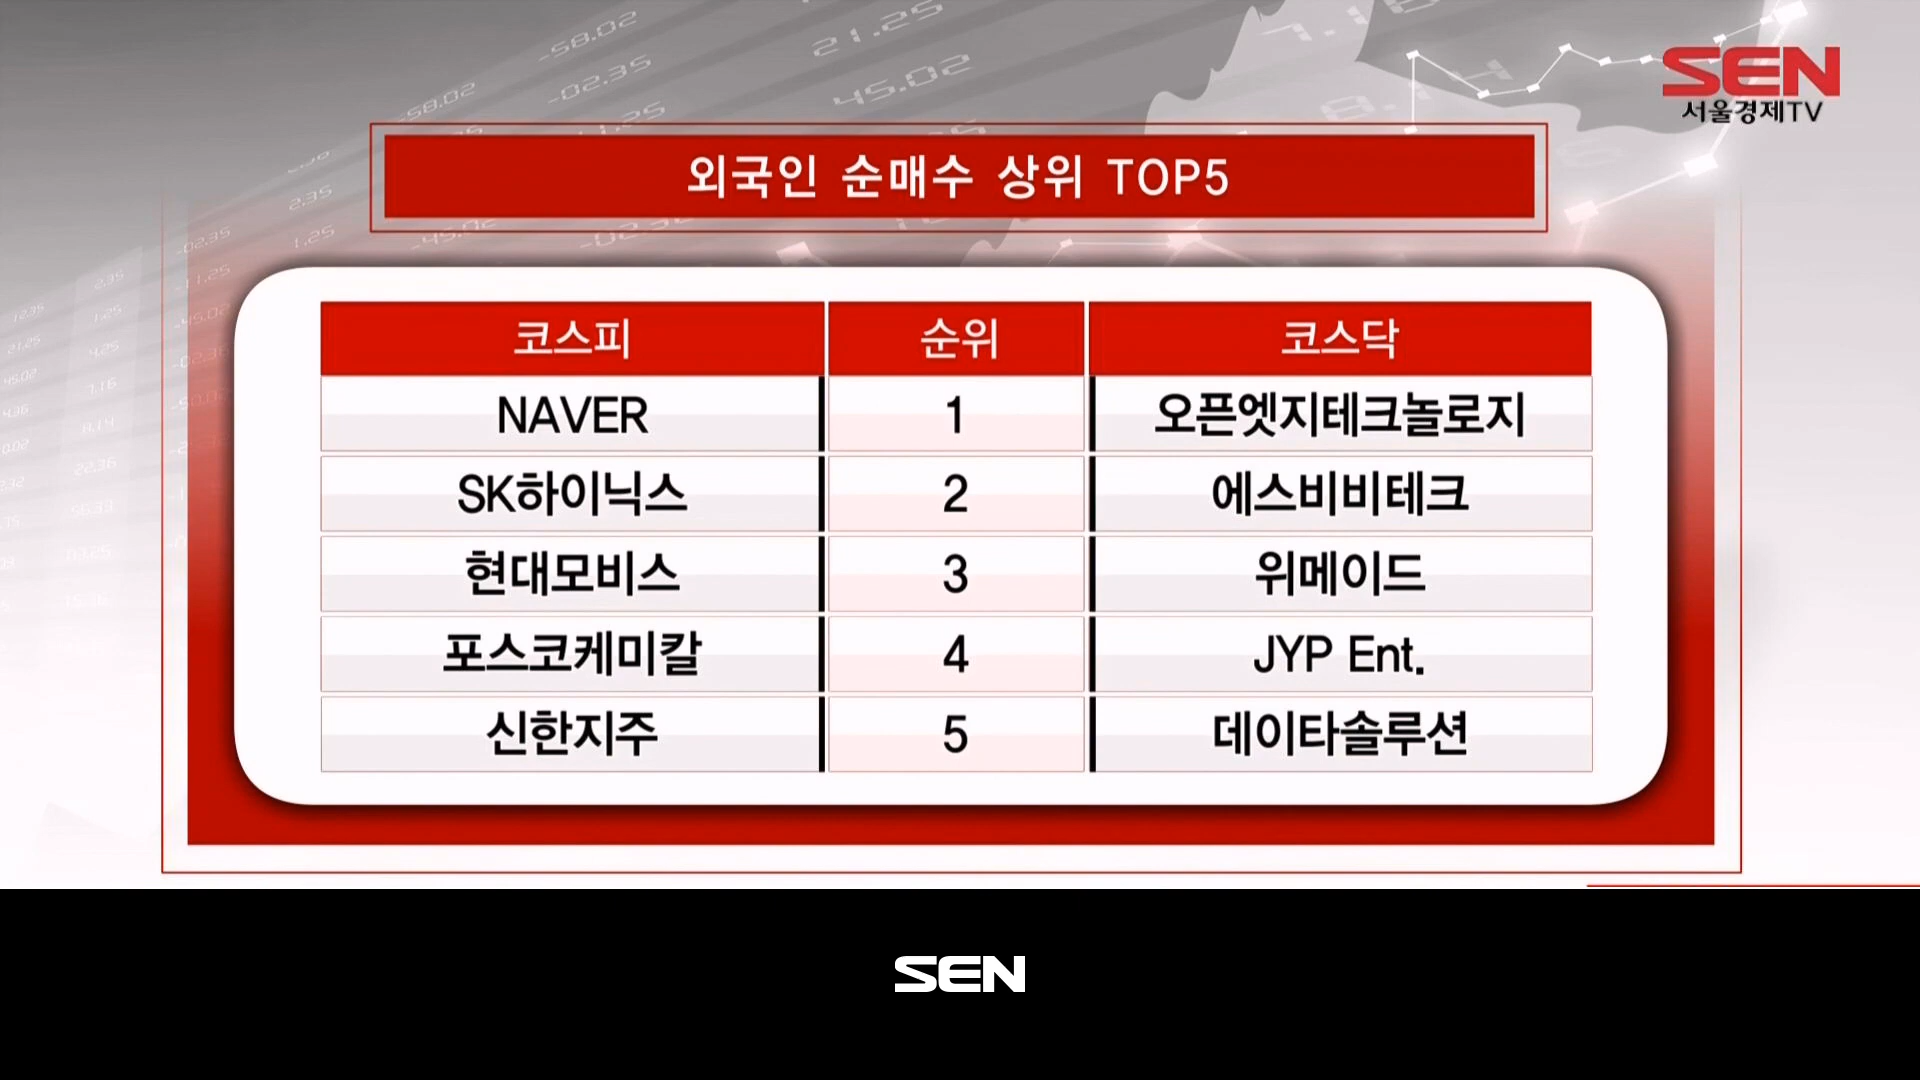 SEN
서울경제TV
외국인 순매수 상위 TOP5
코스피 순위 코스닥
NAVER 1 오픈엣지테크놀로지
SK하이닉스 2 에스비비테크
현대모비스 3 위메이드
포스코케미칼 4 JYP Ent.
신한지주 5 데이타솔루션
SEN